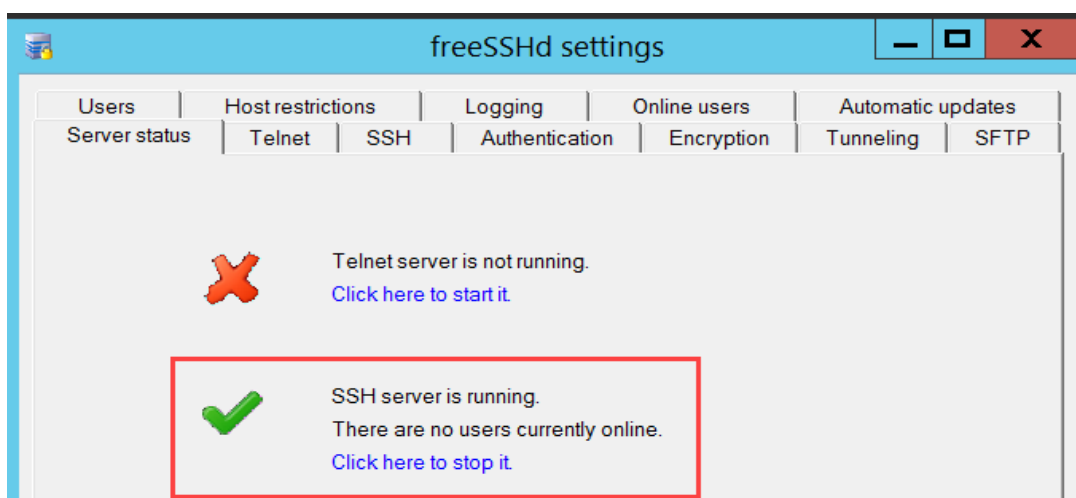 freeSSHd settings
Users Host restrictions Logging Online users Automatic updates
Server status Telnet SSH Authentication Encryption Tunneling SFTP
Telnet server is not running.
Click here to start it.
SSH server is running.
There are no users currently online.
Click here to stop it.